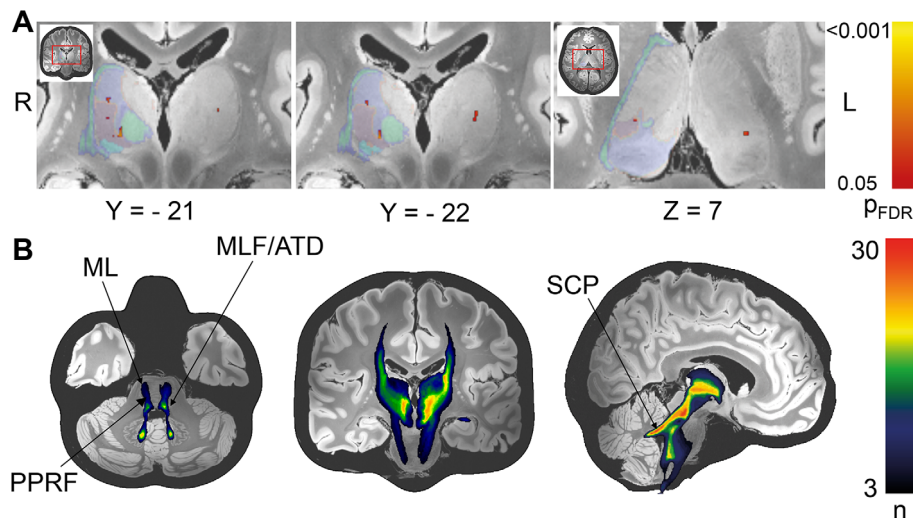 A
<0.001
R
L
0.05
Y = - 21
Y = - 22
Z = 7
pFDR
B
ML
MLF/ATD
SCP
30
PPRF
3
n